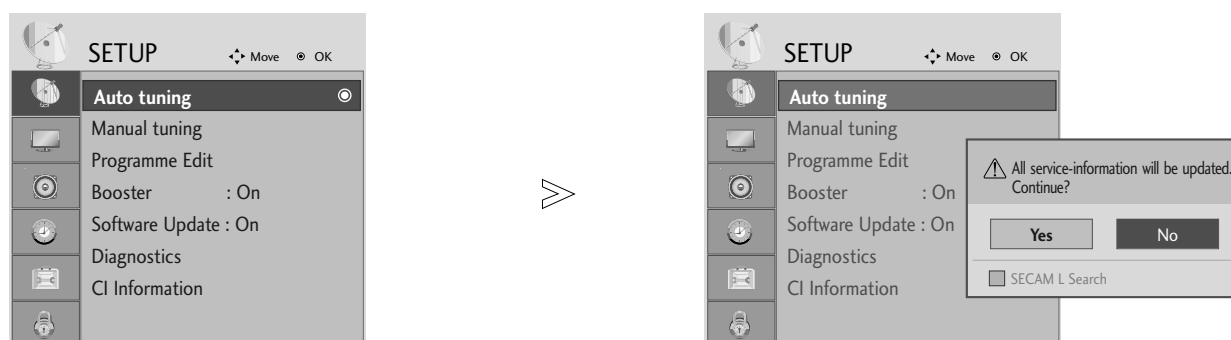 SETUP Move OK
Auto tuning
Manual tuning
Programme Edit
Booster : On
Software Update : On
Diagnostics
CI Information
SETUP Move OK
Auto tuning
Manual tuning
Programme Edit
Booster : On
Software Update : On
Diagnostics
CI Information
All service-information will be updated.
Continue?
Yes No
SECAM L Search